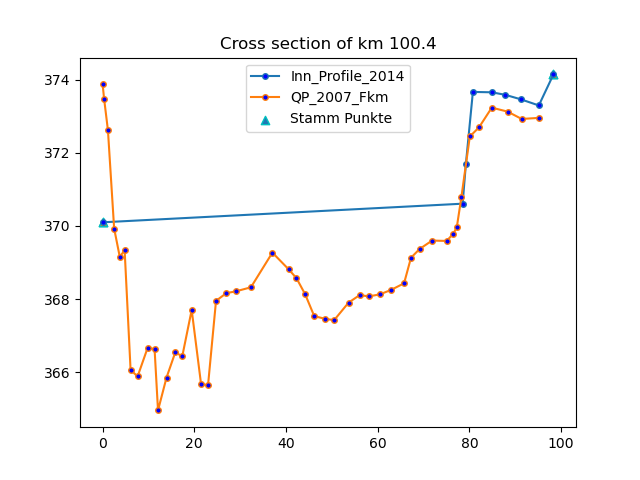 Cross section of km 100.4
Inn_Profile_2014
QP_2007_Fkm
Stamm Punkte
374
372
370
368
366
0 20 40 60 80 100